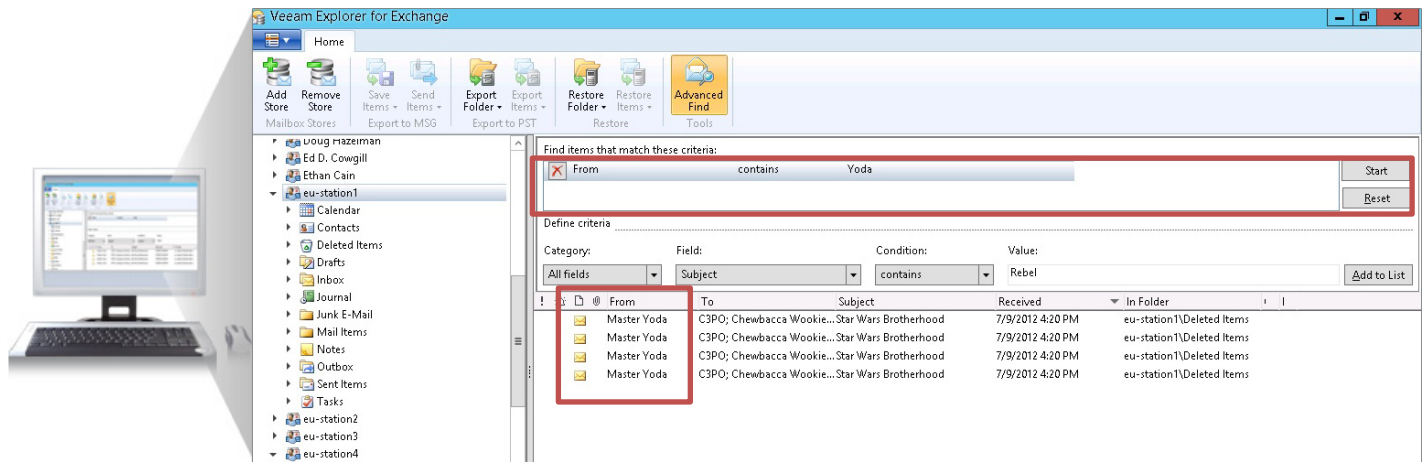 Veeam Explorer for Exchange
Home
Add Store
Remove Store
Save Items
Send Items
Export Folder
Export Items
Restore Folder
Restore Items
Advanced Find
Mailbox Stores
Export to MSG
Export to PST
Restore
Tools
Doug Hazelman
Ed D. Cowgill
Ethan Cain
eu-station1
Calendar
Contacts
Deleted Items
Drafts
Inbox
Journal
Junk E-Mail
Mail Items
Notes
Outbox
Sent Items
Tasks
eu-station2
eu-station3
eu-station4
Find items that match these criteria:
From contains Yoda
Start
Reset
Define criteria
Category: Field: Condition: Value:
All fields Subject contains Rebel Add to List
! From To Subject Received In Folder
Master Yoda C3PO; Chewbacca Wookie... Star Wars Brotherhood 7/9/2012 4:20 PM eu-station1\Deleted Items
Master Yoda C3PO; Chewbacca Wookie... Star Wars Brotherhood 7/9/2012 4:20 PM eu-station1\Deleted Items
Master Yoda C3PO; Chewbacca Wookie... Star Wars Brotherhood 7/9/2012 4:20 PM eu-station1\Deleted Items
Master Yoda C3PO; Chewbacca Wookie... Star Wars Brotherhood 7/9/2012 4:20 PM eu-station1\Deleted Items